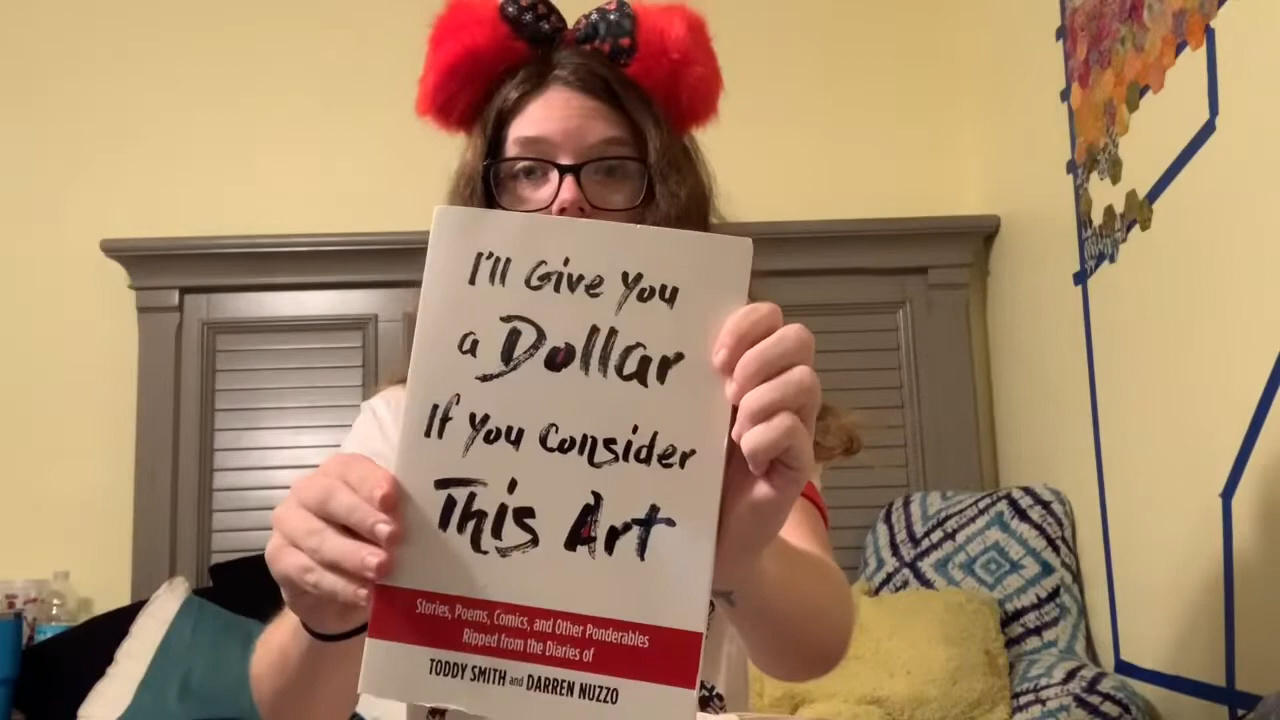 I'll Give You
a Dollar
If You Consider
This Art
Stories, Poems, Comics, and Other Ponderables
Ripped from the Diaries of
TODDY SMITH and DARREN NUZZO